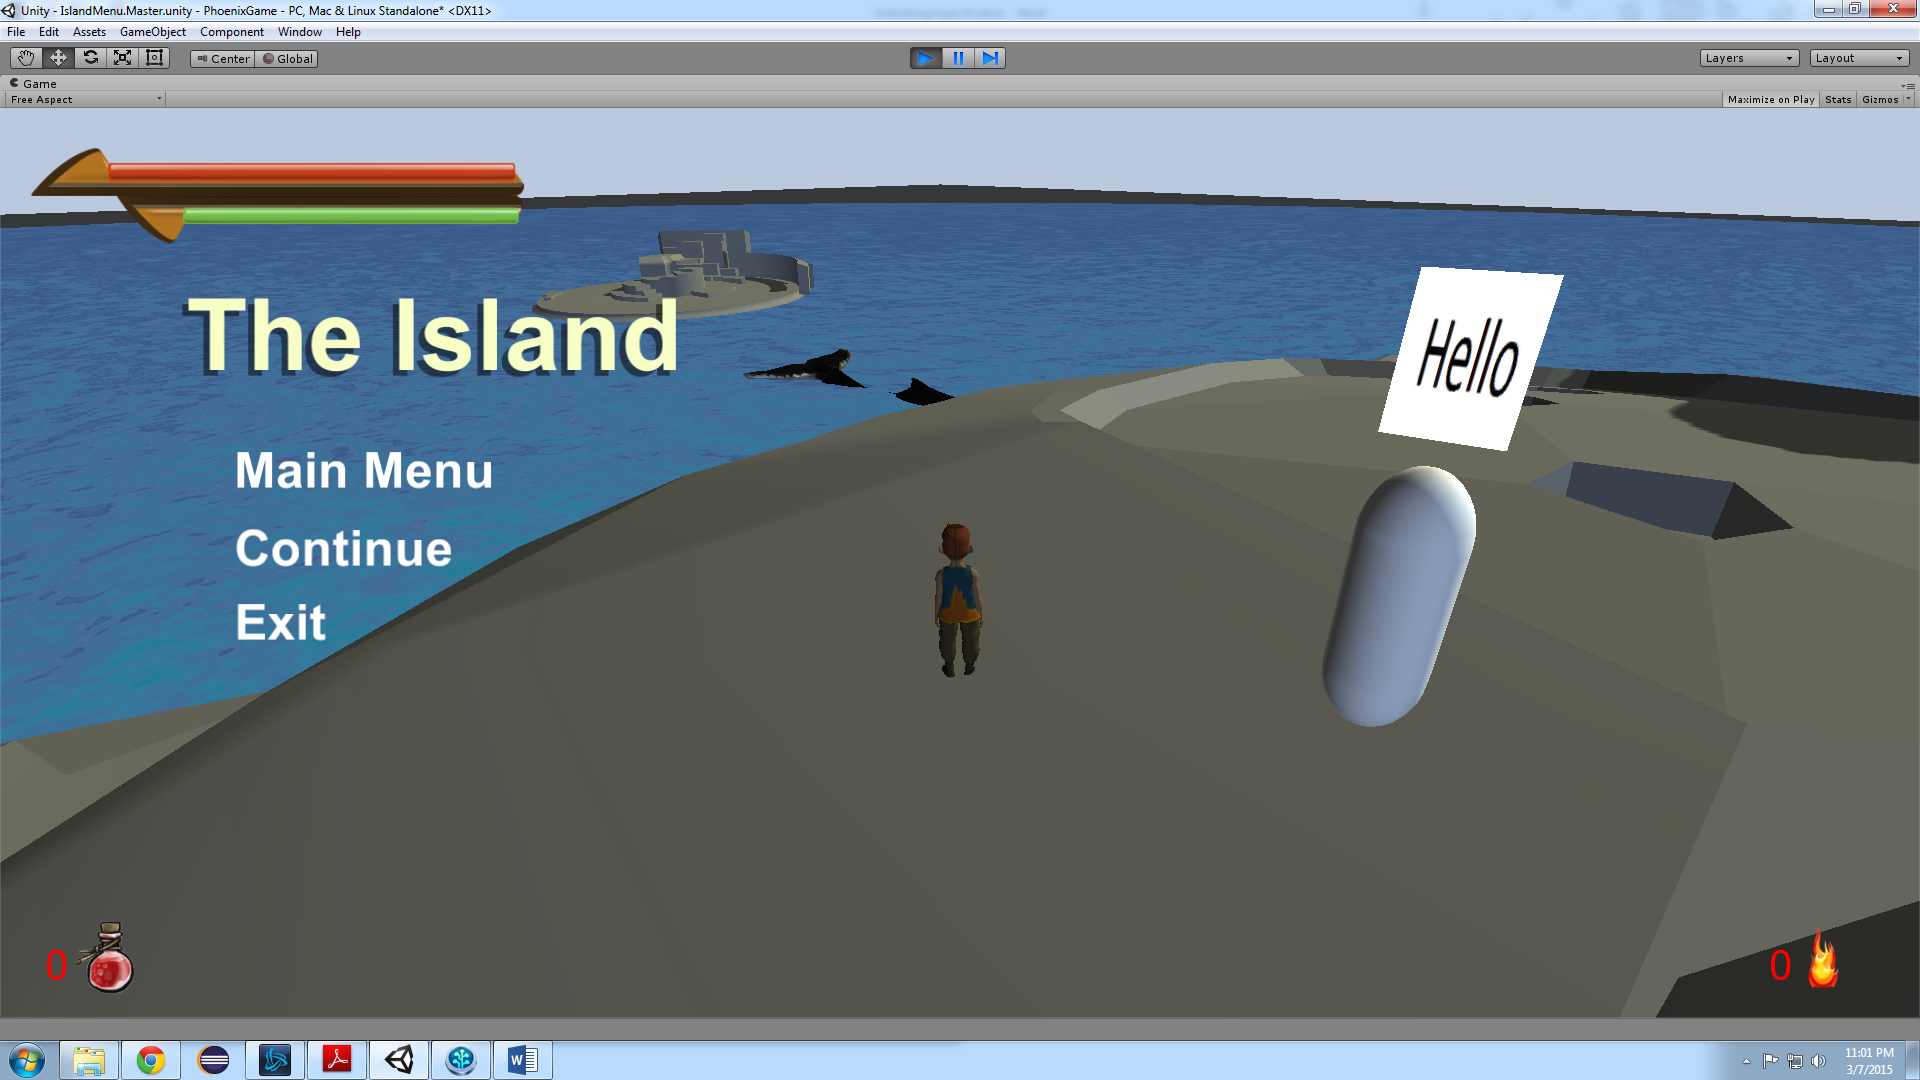 Unity - IslandMenu.Master.unity - PhoenixGame - PC, Mac & Linux Standalone* <DX11>
File Edit Assets GameObject Component Window Help
Center Global Layers Layout
Game
Free Aspect Maximize on Play Stats Gizmos
The Island
Hello
Main Menu
Continue
Exit
0 0
11:01 PM
3/7/2015